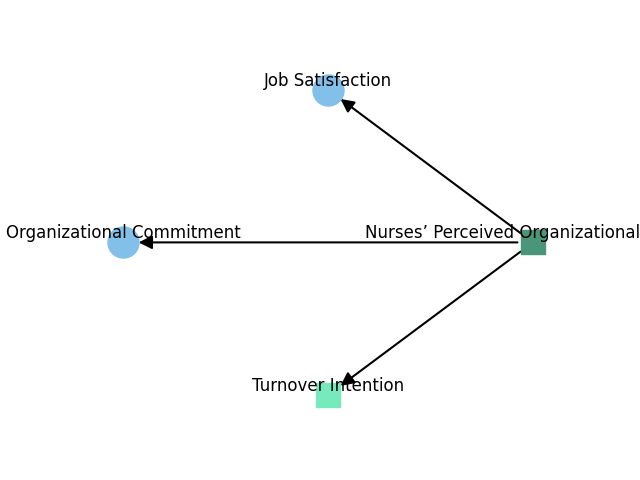 Job Satisfaction
Organizational Commitment
Nurses’ Perceived Organizational
Turnover Intention